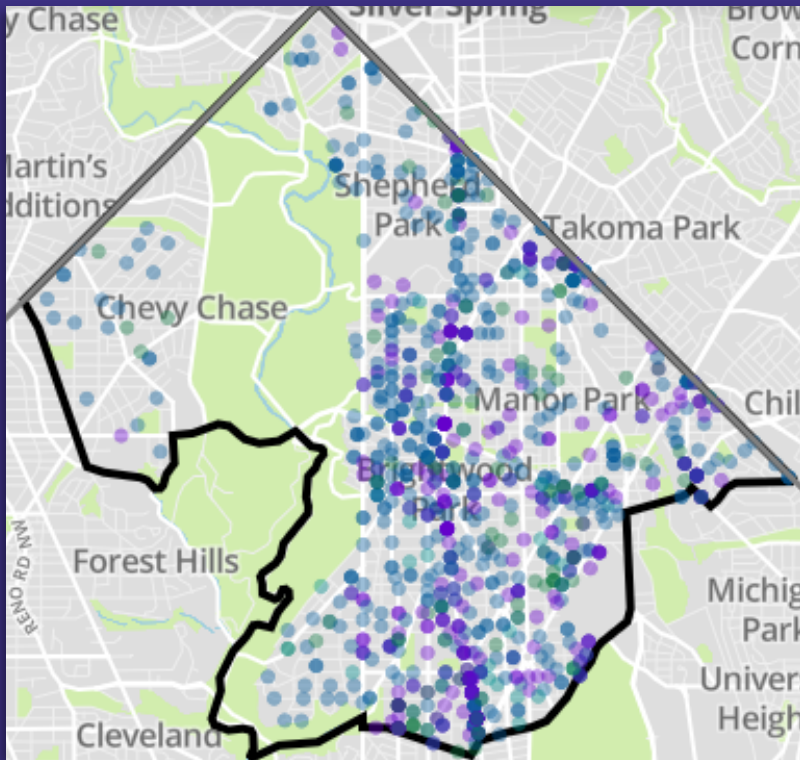 y Chase
Silver Spring
Brow
Corn
Martin's
dditions
Shepherd
Park
Takoma Park
Chevy Chase
Manor Park
Chil
Brightwood
Park
RENO RD NW
Forest Hills
Michig
Park
Univer
Heigh
Cleveland